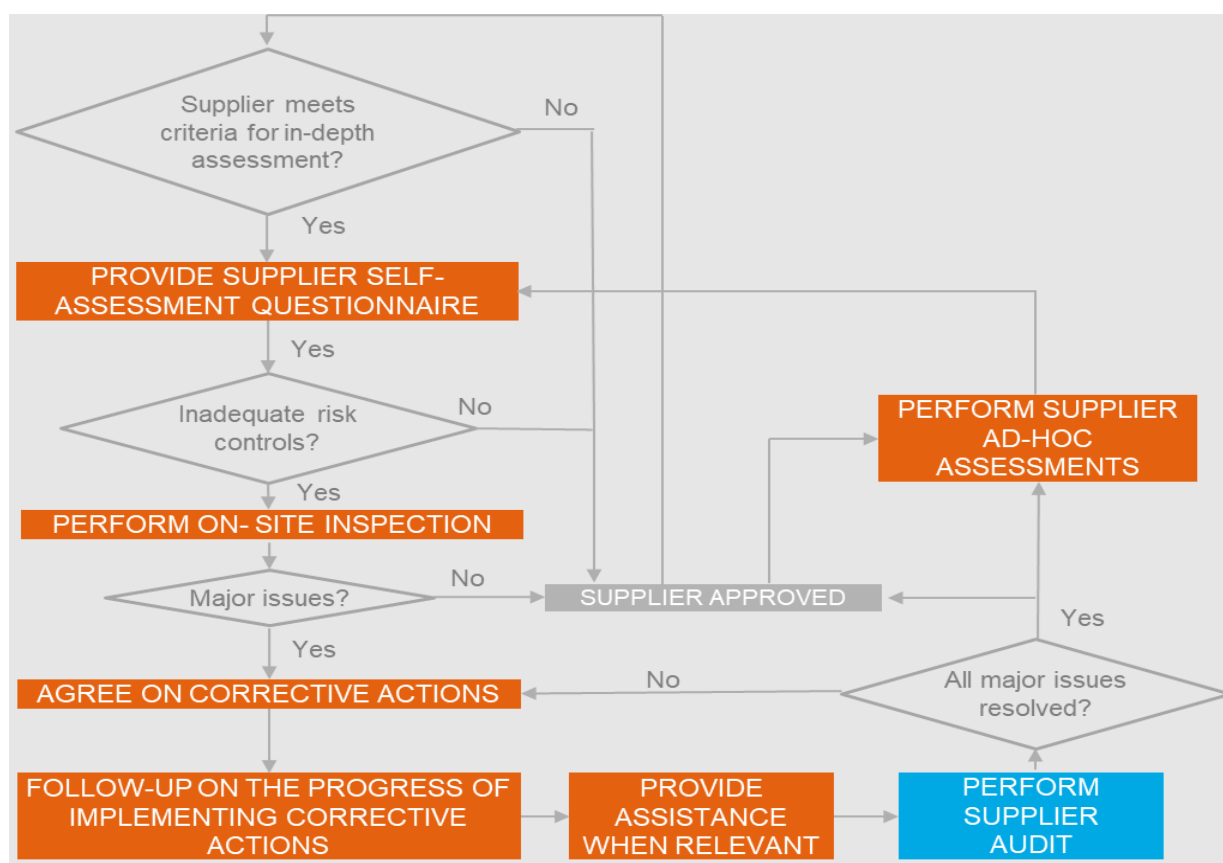 Supplier meets
criteria for in-depth
assessment?
No
Yes
PROVIDE SUPPLIER SELF-
ASSESSMENT QUESTIONNAIRE
Yes
Inadequate risk
controls?
No
PERFORM SUPPLIER
AD-HOC
ASSESSMENTS
Yes
PERFORM ON- SITE INSPECTION
Major issues?
No
SUPPLIER APPROVED
Yes
Yes
AGREE ON CORRECTIVE ACTIONS
No
All major issues
resolved?
FOLLOW-UP ON THE PROGRESS OF
IMPLEMENTING CORRECTIVE
ACTIONS
PROVIDE
ASSISTANCE
WHEN RELEVANT
PERFORM
SUPPLIER
AUDIT